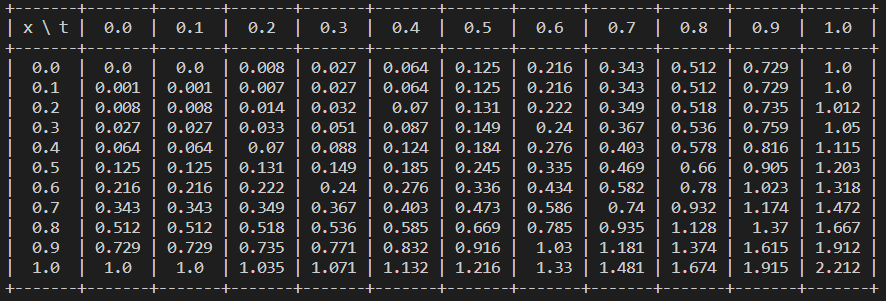 x \ t | 0.0 | 0.1 | 0.2 | 0.3 | 0.4 | 0.5 | 0.6 | 0.7 | 0.8 | 0.9 | 1.0
0.0 | 0.0 | 0.0 | 0.008 | 0.027 | 0.064 | 0.125 | 0.216 | 0.343 | 0.512 | 0.729 | 1.0
0.1 | 0.001 | 0.001 | 0.007 | 0.027 | 0.064 | 0.125 | 0.216 | 0.343 | 0.512 | 0.729 | 1.0
0.2 | 0.008 | 0.008 | 0.014 | 0.032 | 0.07 | 0.131 | 0.222 | 0.349 | 0.518 | 0.735 | 1.012
0.3 | 0.027 | 0.027 | 0.033 | 0.051 | 0.087 | 0.149 | 0.24 | 0.367 | 0.536 | 0.759 | 1.05
0.4 | 0.064 | 0.064 | 0.07 | 0.088 | 0.124 | 0.184 | 0.276 | 0.403 | 0.578 | 0.816 | 1.115
0.5 | 0.125 | 0.125 | 0.131 | 0.149 | 0.185 | 0.245 | 0.335 | 0.469 | 0.66 | 0.905 | 1.203
0.6 | 0.216 | 0.216 | 0.222 | 0.24 | 0.276 | 0.336 | 0.434 | 0.582 | 0.78 | 1.023 | 1.318
0.7 | 0.343 | 0.343 | 0.349 | 0.367 | 0.403 | 0.473 | 0.586 | 0.74 | 0.932 | 1.174 | 1.472
0.8 | 0.512 | 0.512 | 0.518 | 0.536 | 0.585 | 0.669 | 0.785 | 0.935 | 1.128 | 1.37 | 1.667
0.9 | 0.729 | 0.729 | 0.735 | 0.771 | 0.832 | 0.916 | 1.03 | 1.181 | 1.374 | 1.615 | 1.912
1.0 | 1.0 | 1.0 | 1.035 | 1.071 | 1.132 | 1.216 | 1.33 | 1.481 | 1.674 | 1.915 | 2.212